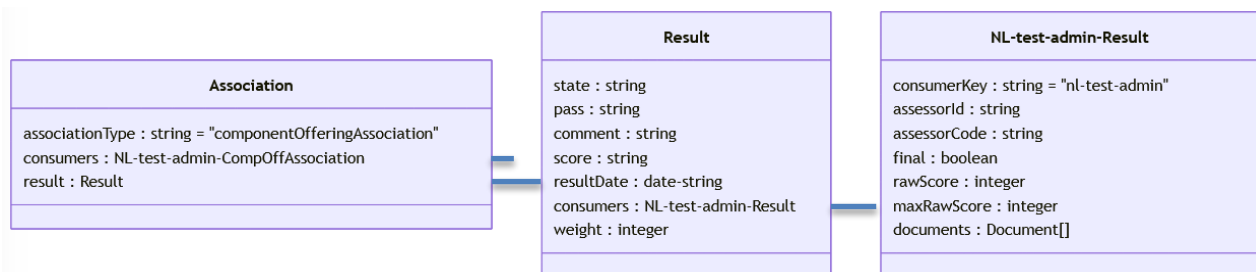 Association
associationType : string = "componentOfferingAssociation"
consumers : NL-test-admin-CompOffAssociation
result : Result
Result
state : string
pass : string
comment : string
score : string
resultDate : date-string
consumers : NL-test-admin-Result
weight : integer
NL-test-admin-Result
consumerKey : string = "nl-test-admin"
assessorId : string
assessorCode : string
final : boolean
rawScore : integer
maxRawScore : integer
documents : Document[]